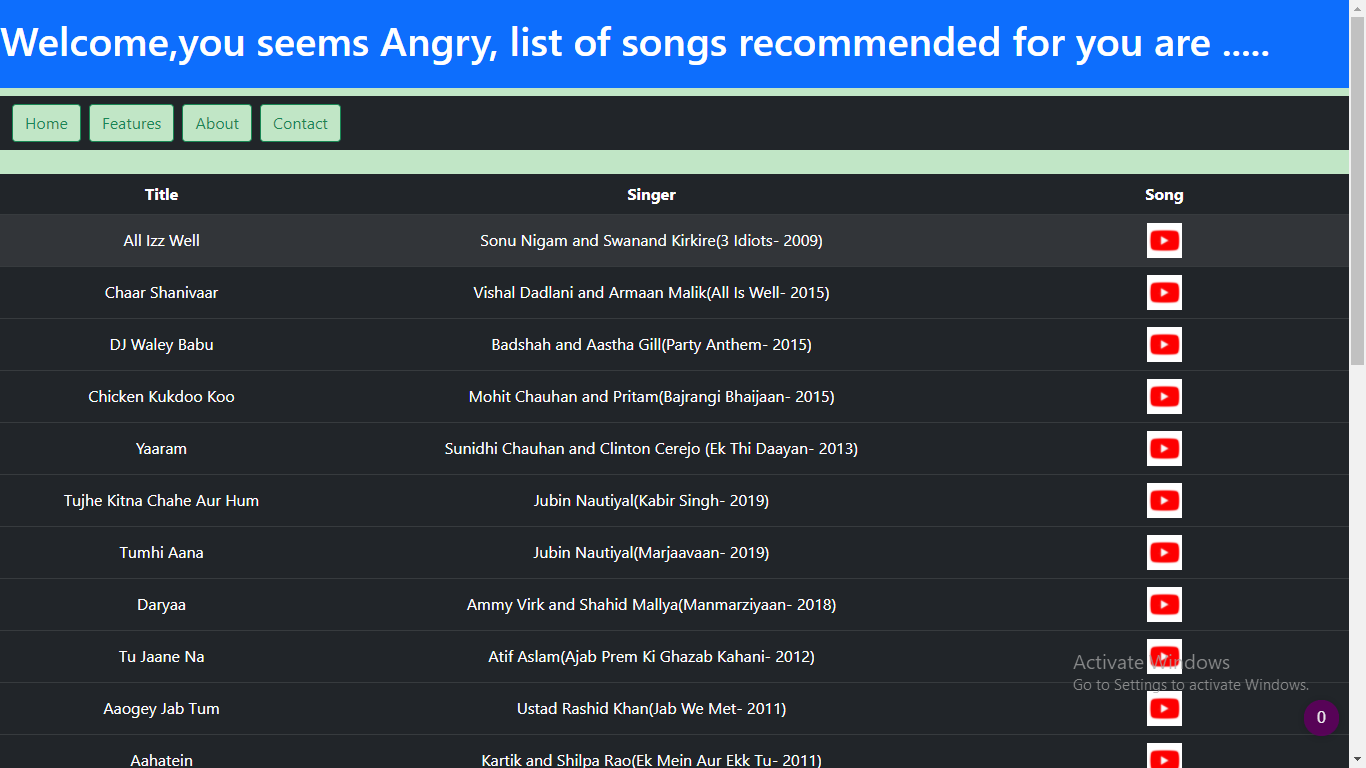 Welcome,you seems Angry, list of songs recommended for you are .....
Home Features About Contact
Title Singer Song
All Izz Well Sonu Nigam and Swanand Kirkire(3 Idiots- 2009)
Chaar Shanivaar Vishal Dadlani and Armaan Malik(All Is Well- 2015)
DJ Waley Babu Badshah and Aastha Gill(Party Anthem- 2015)
Chicken Kukdoo Koo Mohit Chauhan and Pritam(Bajrangi Bhaijaan- 2015)
Yaaram Sunidhi Chauhan and Clinton Cerejo (Ek Thi Daayan- 2013)
Tujhe Kitna Chahe Aur Hum Jubin Nautiyal(Kabir Singh- 2019)
Tumhi Aana Jubin Nautiyal(Marjaavaan- 2019)
Daryaa Ammy Virk and Shahid Mallya(Manmarziyaan- 2018)
Tu Jaane Na Atif Aslam(Ajab Prem Ki Ghazab Kahani- 2012)
Activate Windows
Go to Settings to activate Windows.
Aaogey Jab Tum Ustad Rashid Khan(Jab We Met- 2011)
0
Aahatein Kartik and Shilpa Rao(Ek Mein Aur Ekk Tu- 2011)